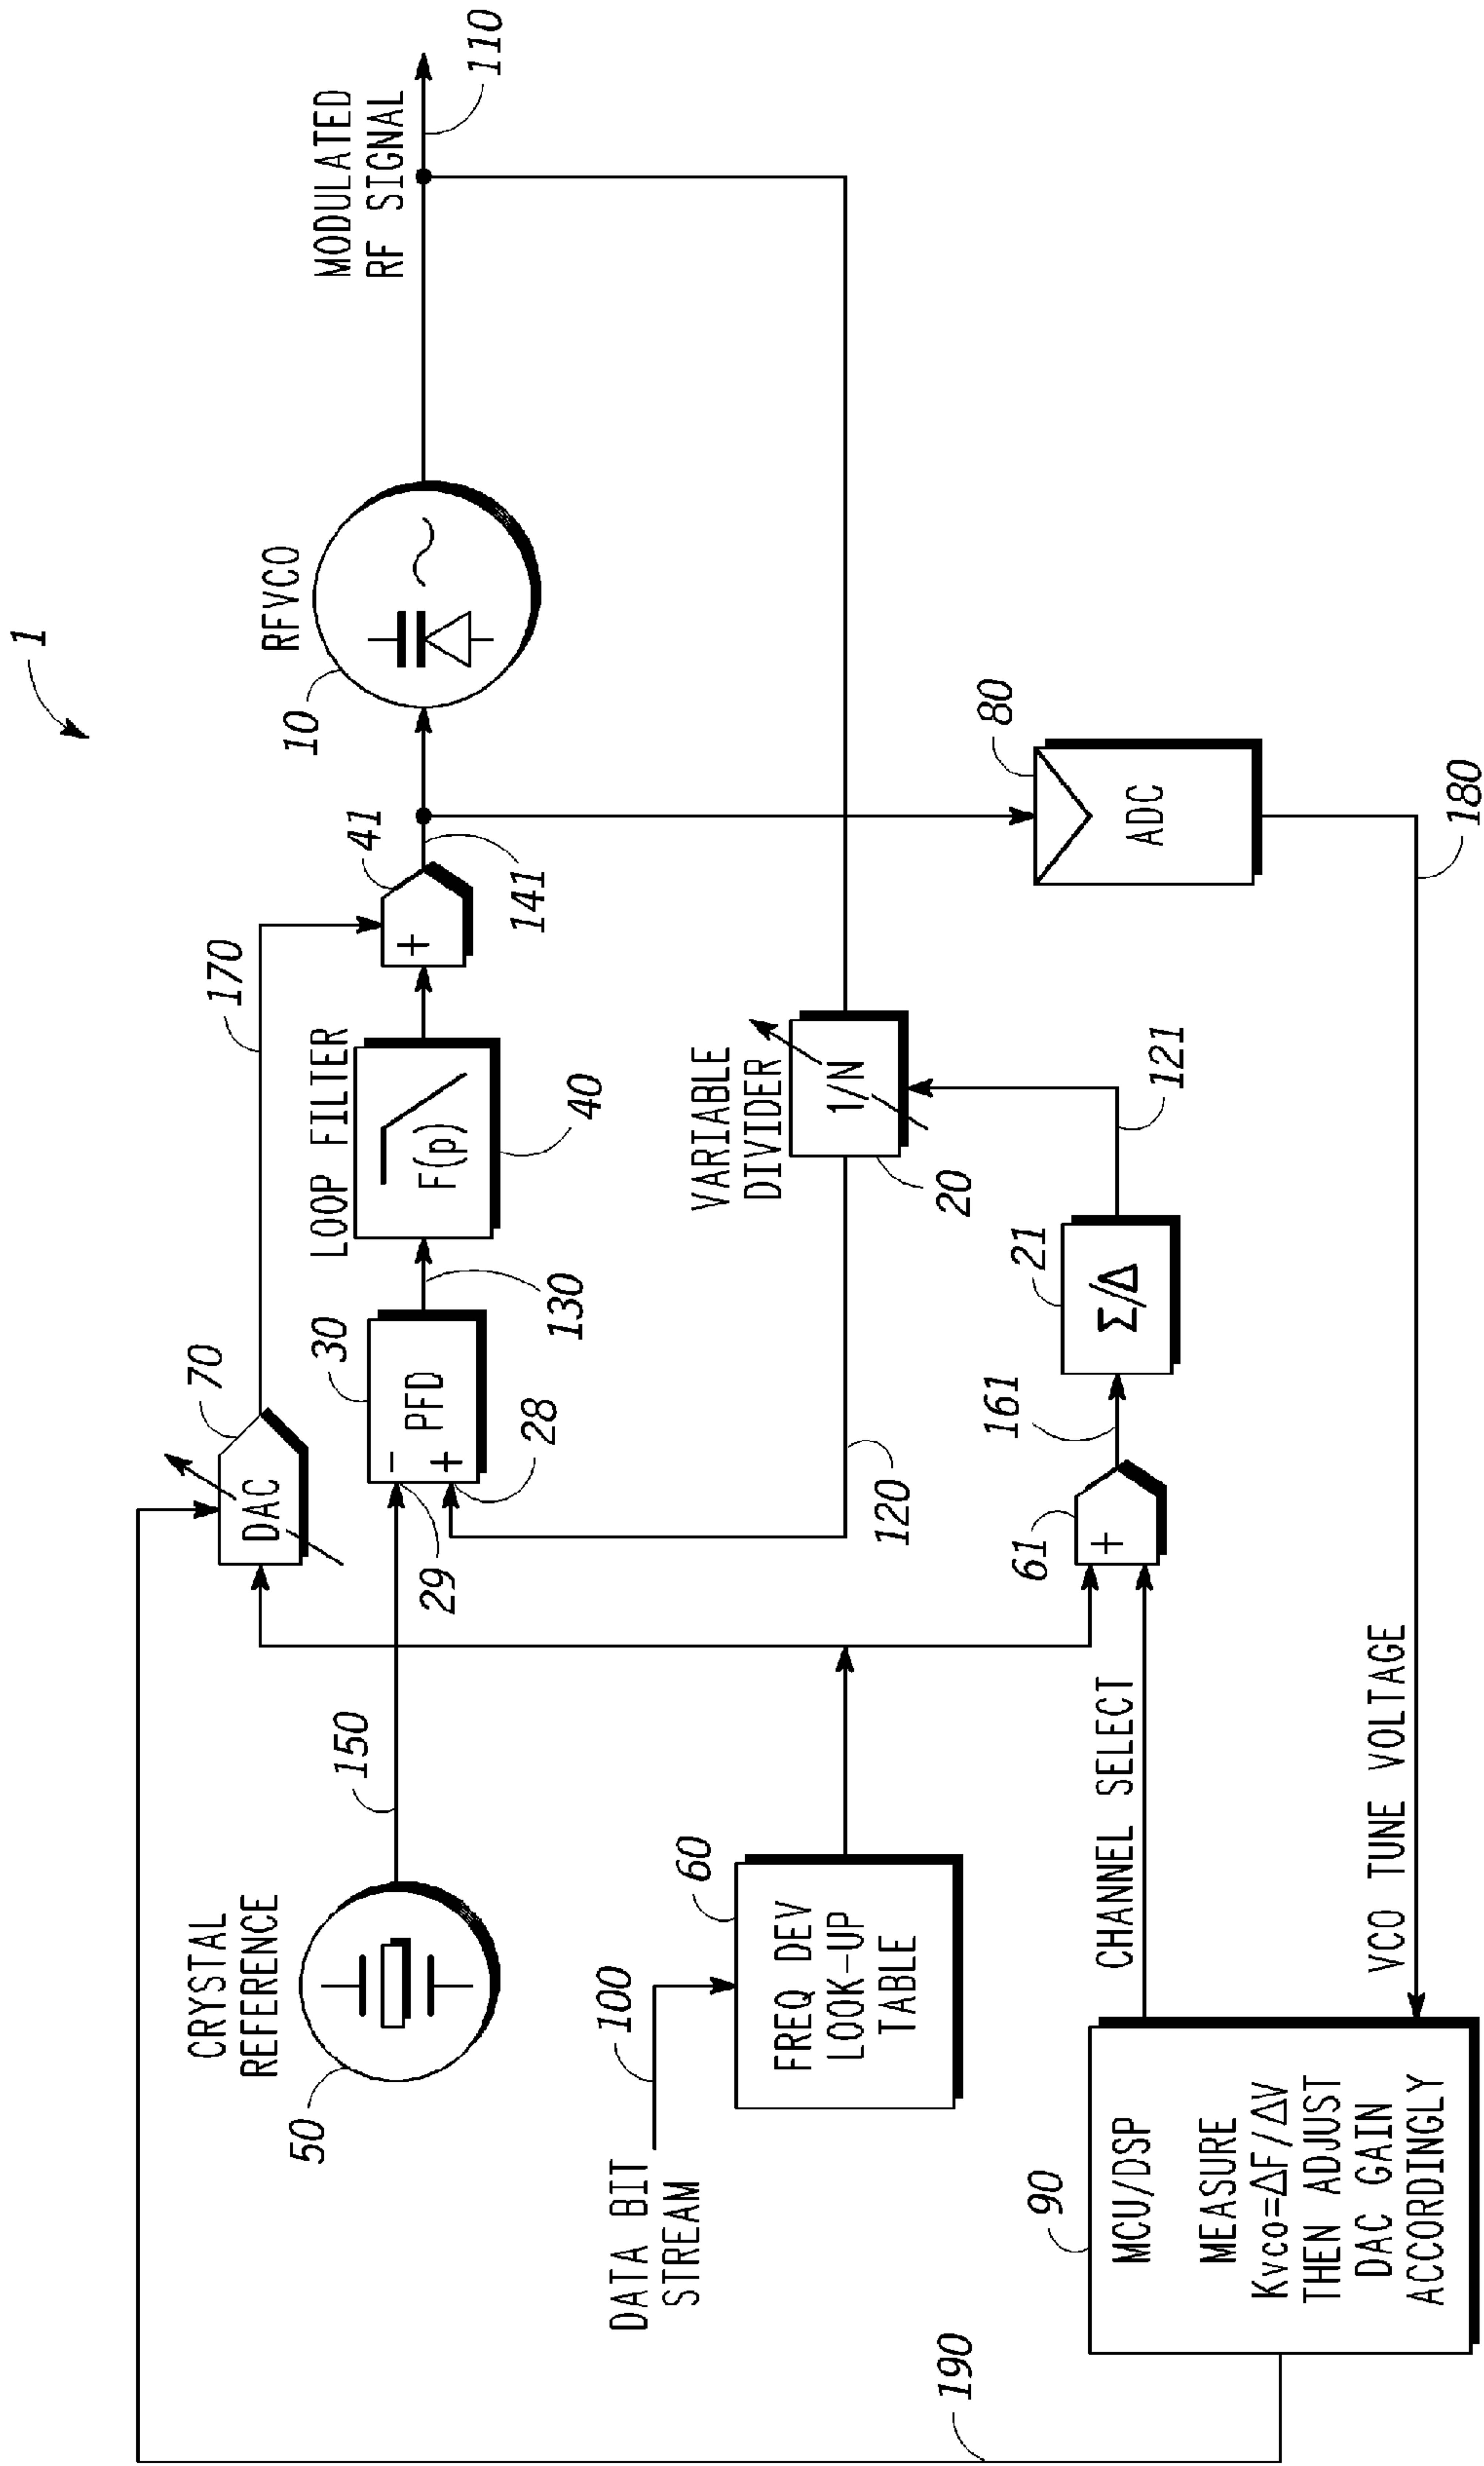 1
MODULATED
RF SIGNAL
110
RFVCO
10
41
141
170
LOOP FILTER
F(p)
40
130
30
PFD
-
+
28
29
70
DAC
CRYSTAL
REFERENCE
50
150
VARIABLE
DIVIDER
1/N
20
120
121
21
Σ/Δ
161
61
+
+
80
ADC
180
DATA BIT
STREAM
100
60
FREQ DEV
LOOK-UP
TABLE
CHANNEL SELECT
VCO TUNE VOLTAGE
90
MCU/DSP
MEASURE
Kvco=ΔF/ΔV
THEN ADJUST
DAC GAIN
ACCORDINGLY
190